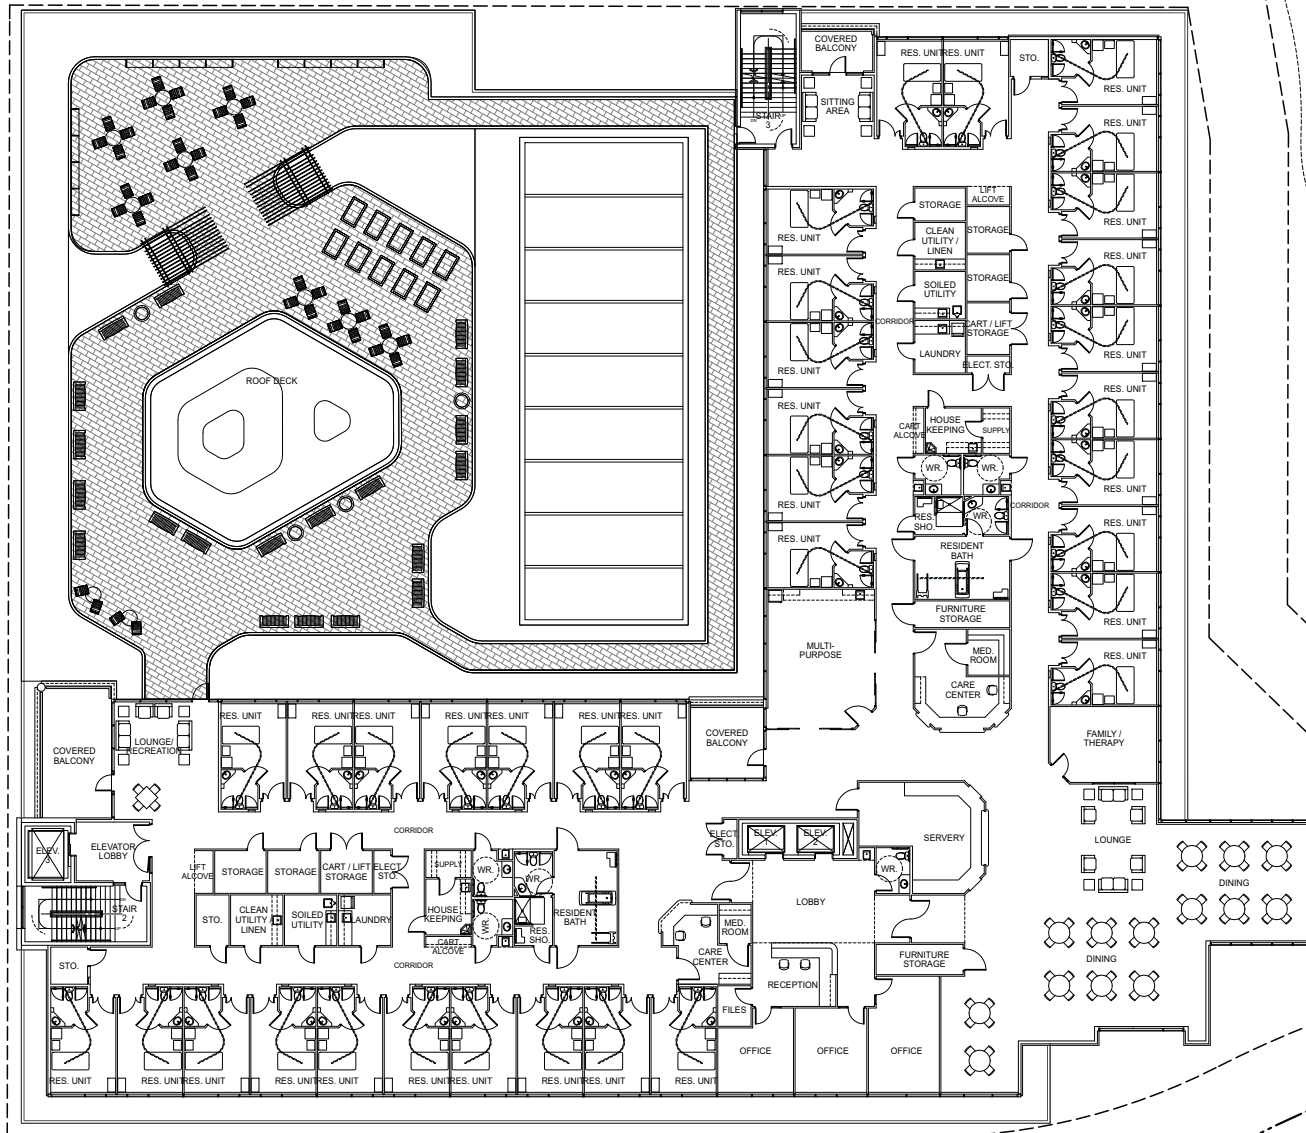 COVERED
BALCONY
RES. UNIT
RES. UNIT
STO.
RES. UNIT
SITTING
AREA
STAIR
3
RES. UNIT
LIFT
ALCOVE
STORAGE
RES. UNIT
RES. UNIT
CLEAN
UTILITY /
LINEN
STORAGE
RES. UNIT
SOILED
UTILITY
STORAGE
RES. UNIT
CORRIDOR
CART / LIFT
STORAGE
RES. UNIT
LAUNDRY
ELECT. STO.
RES. UNIT
ROOF DECK
RES. UNIT
CART
ALCOVE
HOUSE
KEEPING
SUPPLY
RES. UNIT
RES. UNIT
WR.
WR.
RES. UNIT
RES. UNIT
CORRIDOR
RES.
SHO.
WR.
RES. UNIT
RES. UNIT
RESIDENT
BATH
RES. UNIT
FURNITURE
STORAGE
MULTI-
PURPOSE
MED.
ROOM
RES. UNIT
CARE
CENTER
COVERED
BALCONY
LOUNGE/
RECREATION
RES. UNIT
RES. UNIT
RES. UNIT
RES. UNIT
RES. UNIT
RES. UNIT
RES. UNIT
COVERED
BALCONY
FAMILY /
THERAPY
CORRIDOR
ELEV.
3
ELEVATOR
LOBBY
ELECT
STO.
ELEV.
1
ELEV.
2
SERVERY
LOUNGE
LIFT
ALCOVE
STORAGE
STORAGE
CART / LIFT
STORAGE
ELECT.
STO.
SUPPLY
WR.
WR.
WR.
DINING
STAIR
2
STO.
CLEAN
UTILITY /
LINEN
SOILED
UTILITY
LAUNDRY
HOUSE
KEEPING
WR.
RES.
SHO.
RESIDENT
BATH
LOBBY
CART
ALCOVE
MED.
ROOM
CARE
CENTER
FURNITURE
STORAGE
DINING
STO.
CORRIDOR
RECEPTION
FILES
OFFICE
OFFICE
OFFICE
RES. UNIT
RES. UNIT
RES. UNIT
RES. UNIT
RES. UNIT
RES. UNIT
RES. UNIT
RES. UNIT
RES. UNIT
RES. UNIT